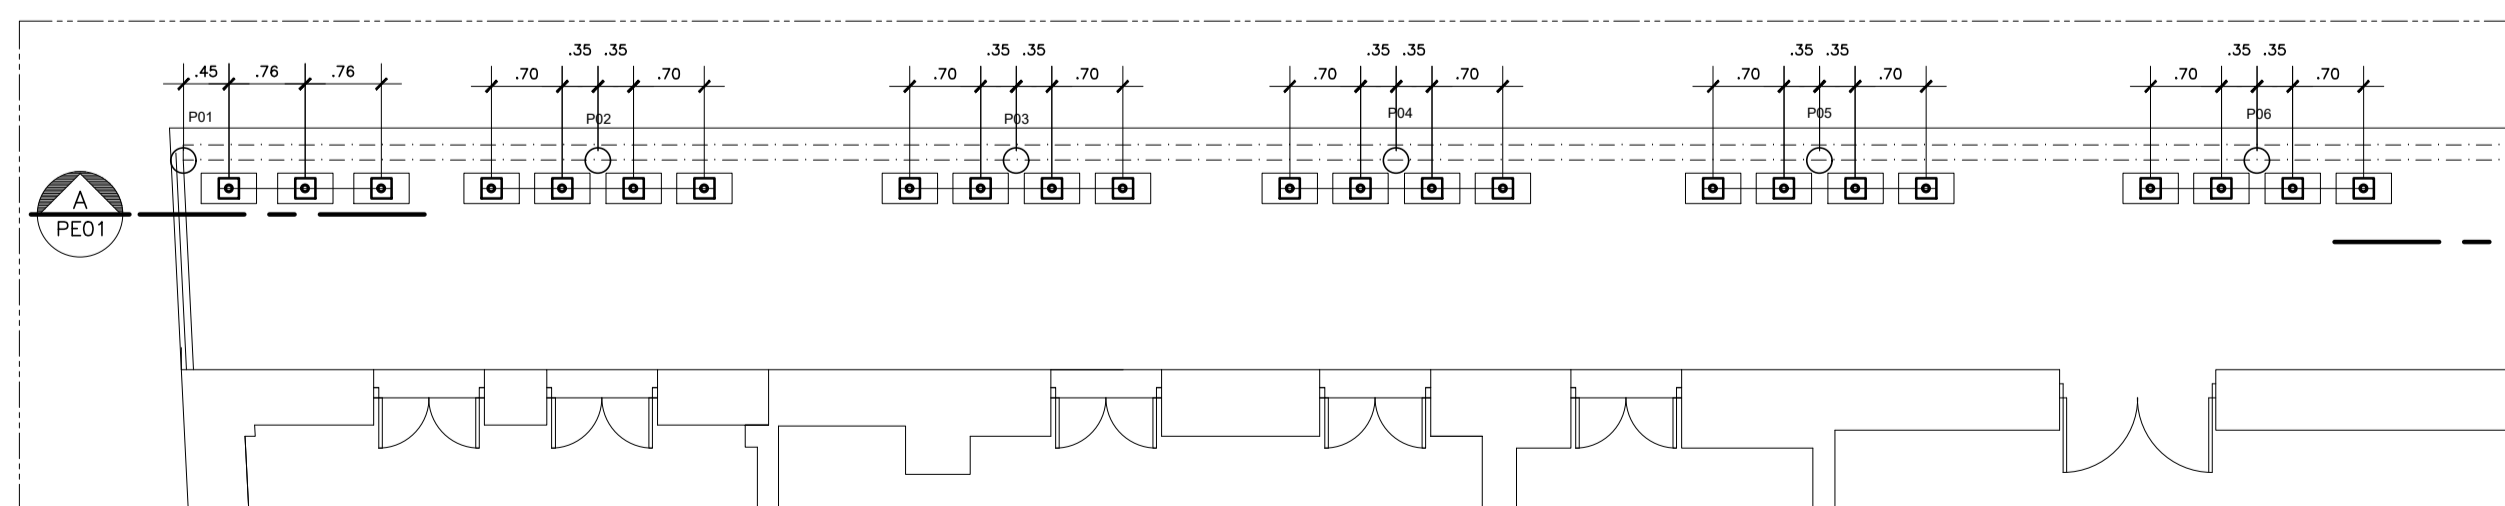 .35 .35 .35 .35 .35 .35 .35 .35 .35 .35
.45 .76 .76 .70 .70 .70 .70 .70 .70 .70 .70 .70 .70
P01 P02 P03 P04 P05 P06
A
PE01